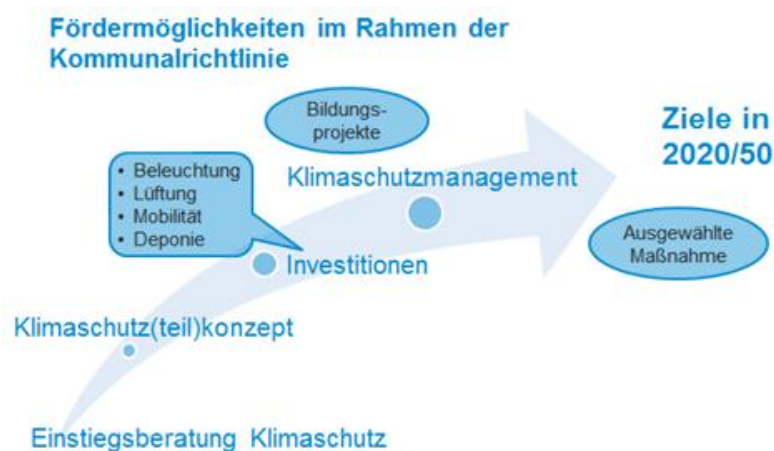 Fördermöglichkeiten im Rahmen der
Kommunalrichtlinie
Bildungs-
projekte
Ziele in
2020/50
• Beleuchtung
• Lüftung
• Mobilität
• Deponie
Klimaschutzmanagement
Ausgewählte
Maßnahme
Investitionen
Klimaschutz(teil)konzept
Einstiegsberatung Klimaschutz